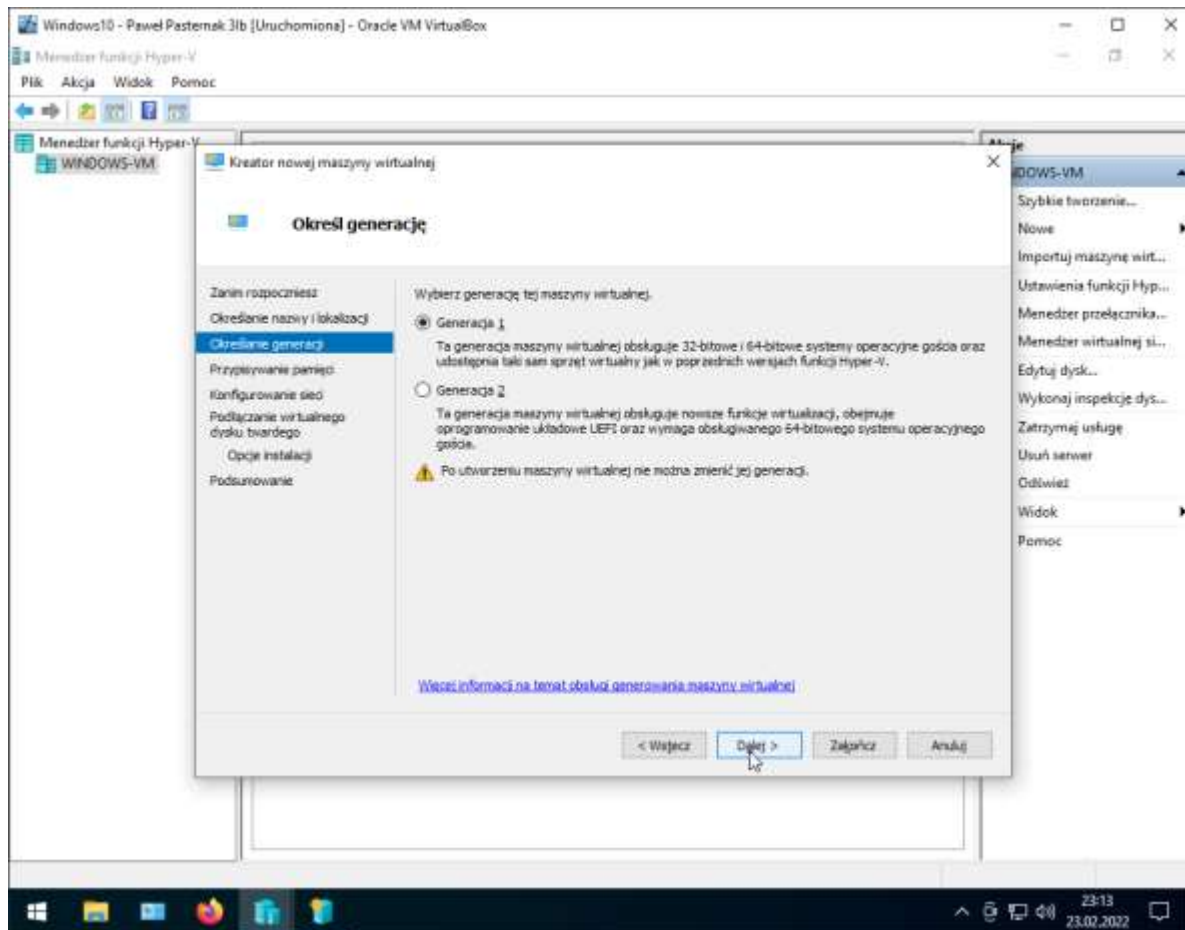 Windows10 - Paweł Pasternak 3lb [Uruchomiona] - Oracle VM VirtualBox
Menedżer funkcji Hyper-V
Plik Akcja Widok Pomoc
Menedżer funkcji Hyper-V
WINDOWS-VM
Kreator nowej maszyny wirtualnej
Określ generację
Zanim rozpoczniesz
Określanie nazwy i lokalizacji
Określanie generacji
Przypisywanie pamięci
Konfigurowanie sieci
Podłączanie wirtualnego
dysku twardego
Opcje instalacji
Podsumowanie
Wybierz generację tej maszyny wirtualnej.
Generacja 1
Ta generacja maszyny wirtualnej obsługuje 32-bitowe i 64-bitowe systemy operacyjne gościa oraz
udostępnia taki sam sprzęt wirtualny jak w poprzednich wersjach funkcji Hyper-V.
Generacja 2
Ta generacja maszyny wirtualnej obsługuje nowsze funkcje wirtualizacji, obejmuje
oprogramowanie układowe UEFI oraz wymaga obsługiwanego 64-bitowego systemu operacyjnego
gościa.
Po utworzeniu maszyny wirtualnej nie można zmienić jej generacji.
Więcej informacji na temat obsługi generowania maszyny wirtualnej
< Wstecz Dalej > Zakończ Anuluj
DOWS-VM
Szybkie tworzenie...
Nowe
Importuj maszynę wirt...
Ustawienia funkcji Hyp...
Menedżer przełącznika...
Menedżer wirtualnej si...
Edytuj dysk...
Wykonaj inspekcję dys...
Zatrzymaj usługę
Usuń serwer
Odśwież
Widok
Pomoc
23:13
23.02.2022